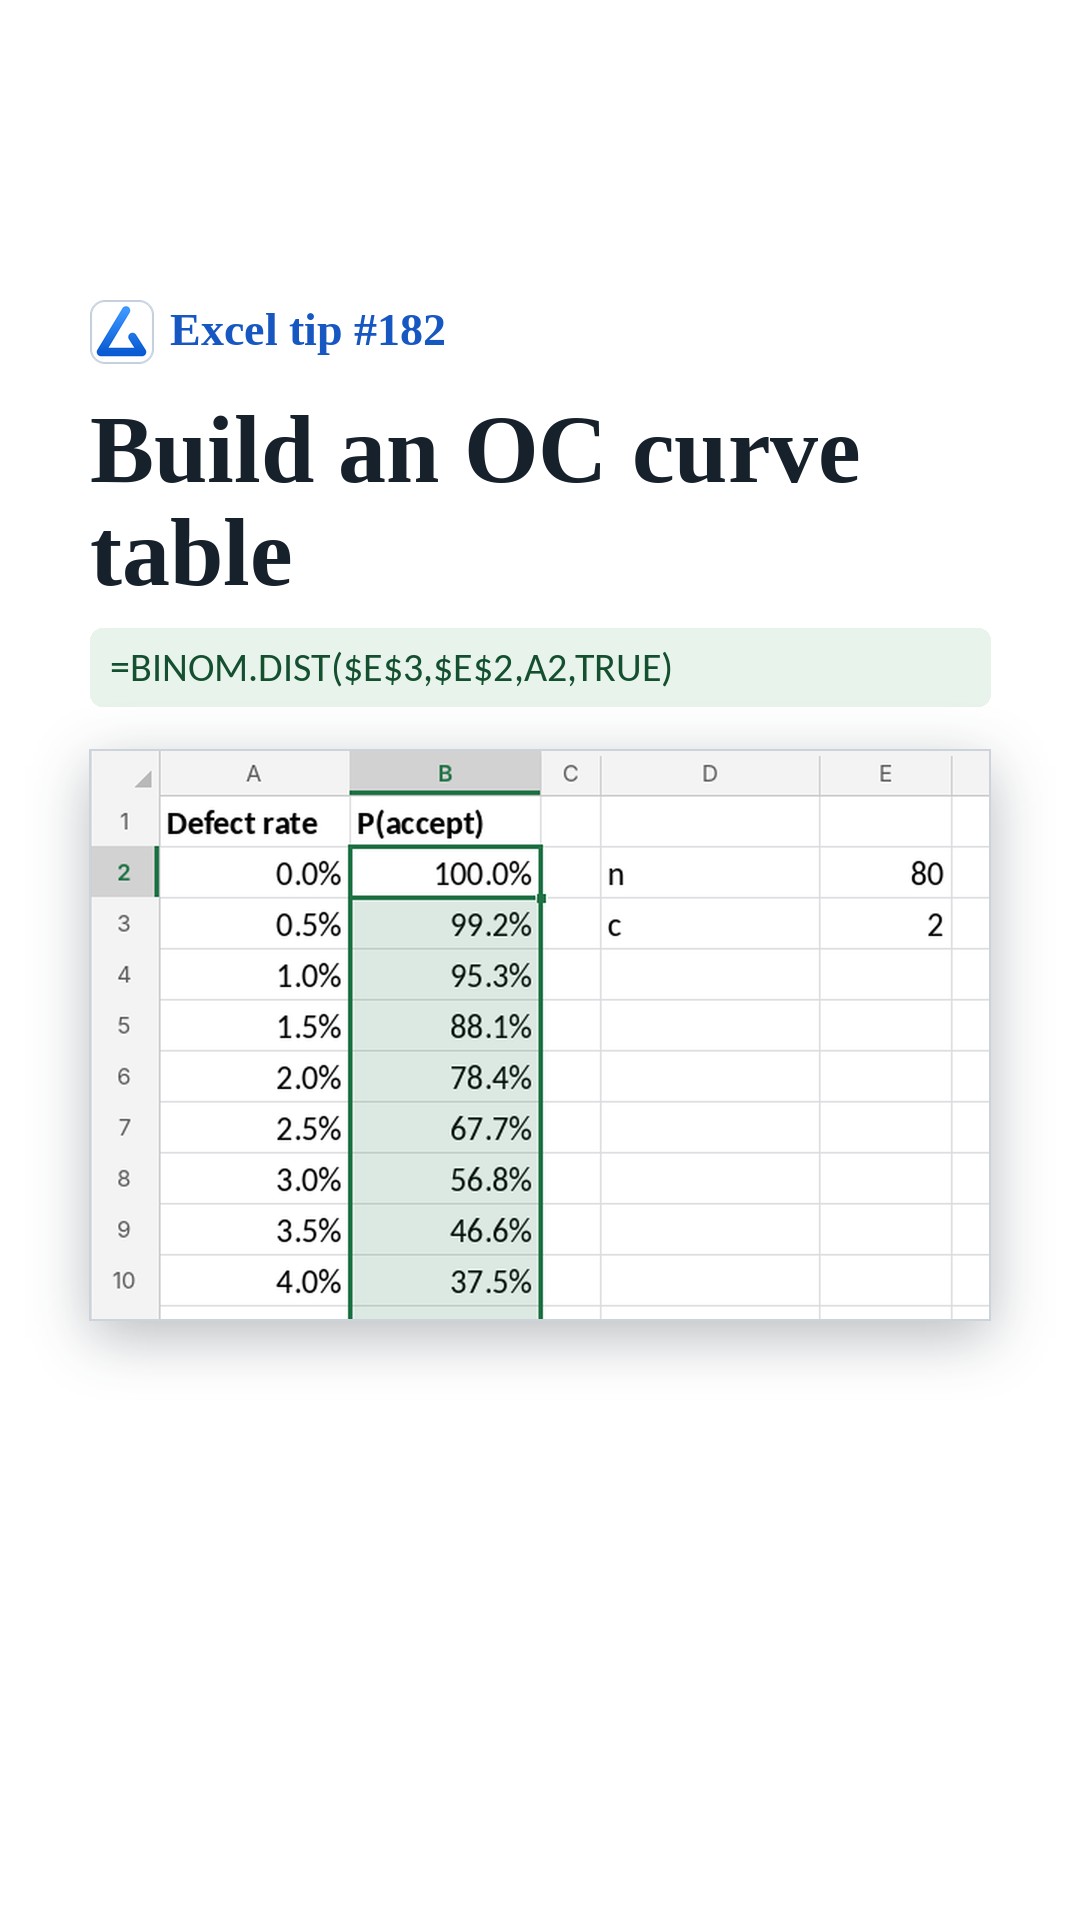 Excel tip #182
Build an OC curve
table
=BINOM.DIST($E$3,$E$2,A2,TRUE)
A B C D E
1 Defect rate P(accept)
2 0.0% 100.0% n 80
3 0.5% 99.2% c 2
4 1.0% 95.3%
5 1.5% 88.1%
6 2.0% 78.4%
7 2.5% 67.7%
8 3.0% 56.8%
9 3.5% 46.6%
10 4.0% 37.5%